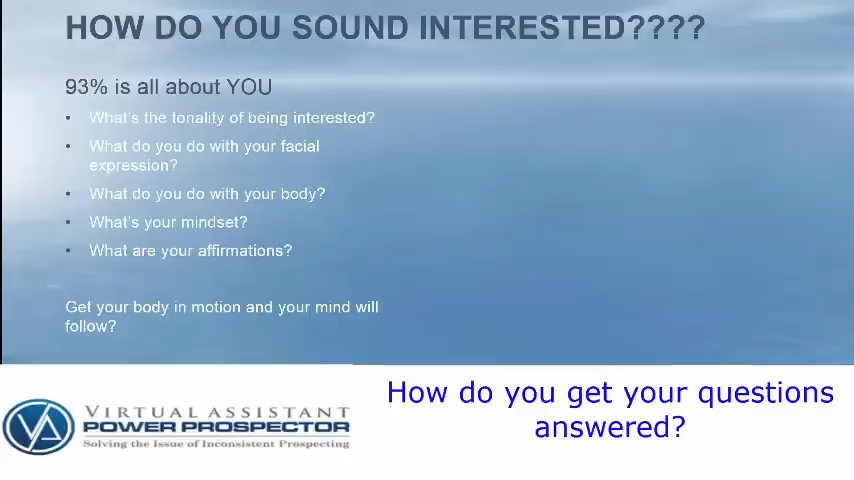 HOW DO YOU SOUND INTERESTED????
93% is all about YOU
• What's the tonality of being interested?
• What do you do with your facial
expression?
• What do you do with your body?
• What's your mindset?
• What are your affirmations?
Get your body in motion and your mind will
follow?
VA
VIRTUAL ASSISTANT
POWER PROSPECTOR
Solving the Issue of Inconsistent Prospecting
How do you get your questions
answered?